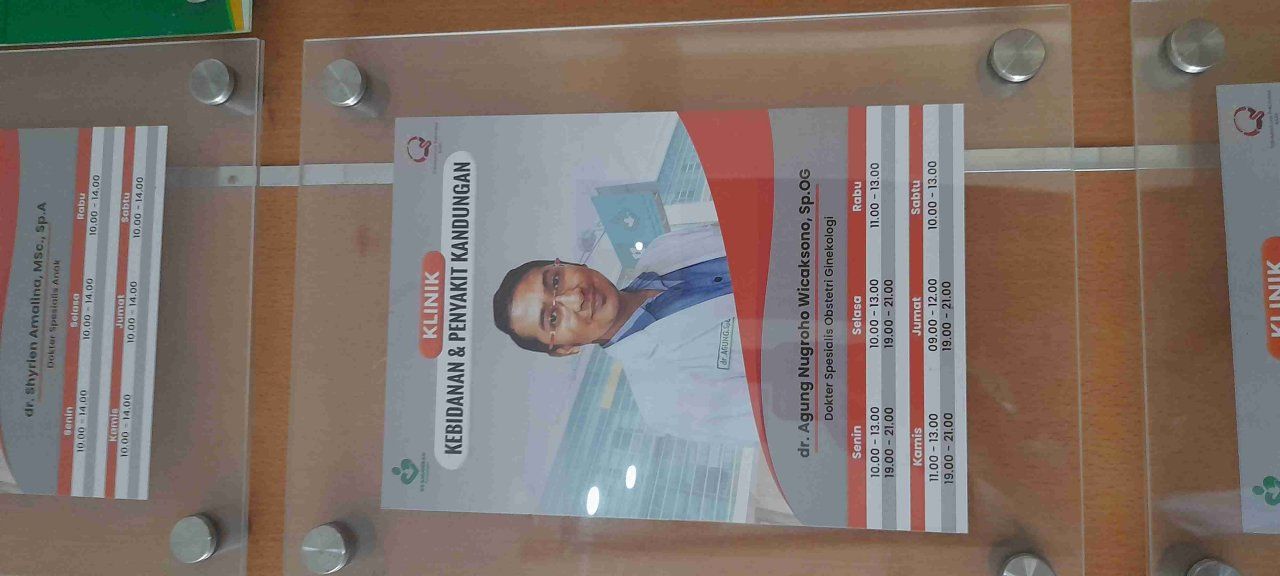 dr. Shyrlen Amalina, MSc., Sp.A
Dokter Spesialis Anak
Senin Selasa Rabu
10.00 - 14.00 10.00 - 14.00 10.00 - 14.00
Kamis Jumat Sabtu
10.00 - 14.00 10.00 - 14.00 10.00 - 14.00
KLINIK
KEBIDANAN & PENYAKIT KANDUNGAN
dr. AGUNG
dr. Agung Nugroho Wicaksono, Sp.OG
Dokter Spesialis Obstetri Ginekologi
Senin Selasa Rabu
10.00 - 13.00 10.00 - 13.00 11.00 - 13.00
19.00 - 21.00 19.00 - 21.00
Kamis Jumat Sabtu
11.00 - 13.00 09.00 - 12.00 10.00 - 13.00
19.00 - 21.00 19.00 - 21.00
KLINIK